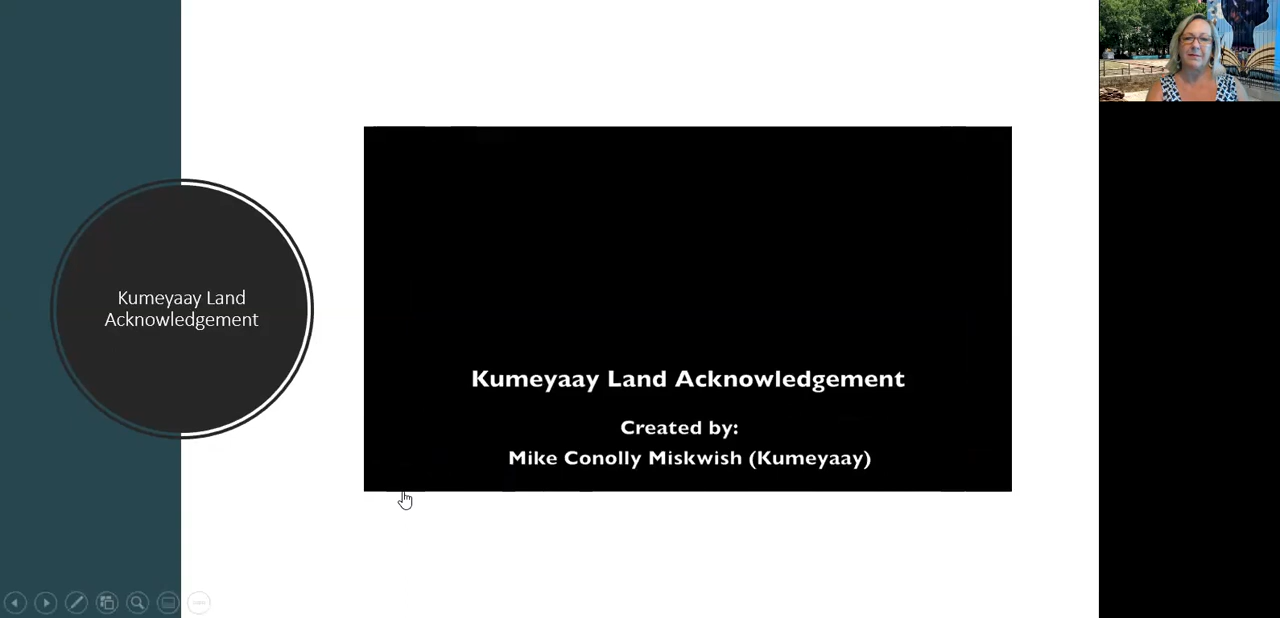 Kumeyaay Land
Acknowledgement
Kumeyaay Land Acknowledgement
Created by:
Mike Conolly Miskwish (Kumeyaay)